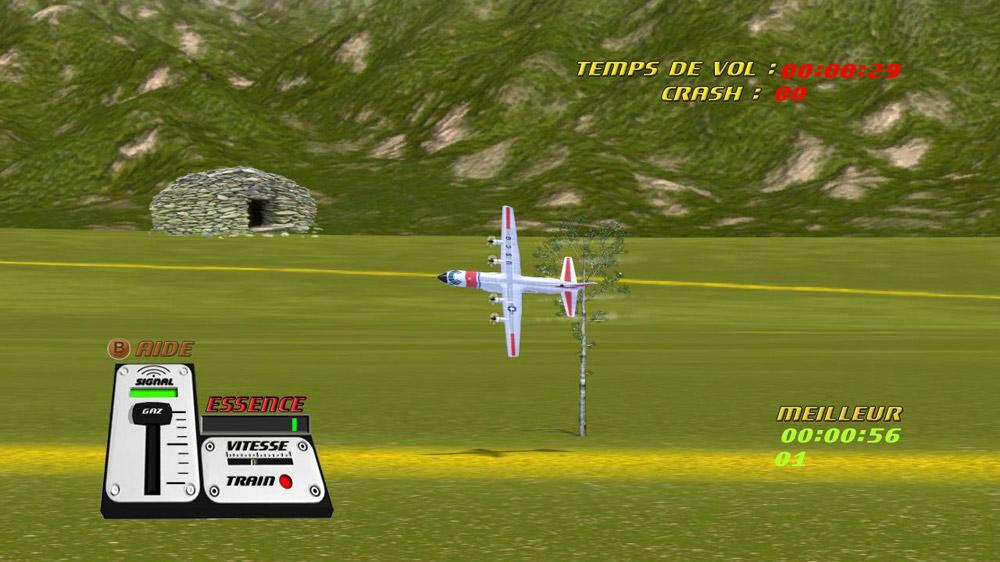 TEMPS DE VOL : 00:00:29
CRASH : 00
B AIDE
SIGNAL
GAZ
ESSENCE
VITESSE
TRAIN
MEILLEUR
00:00:56
01